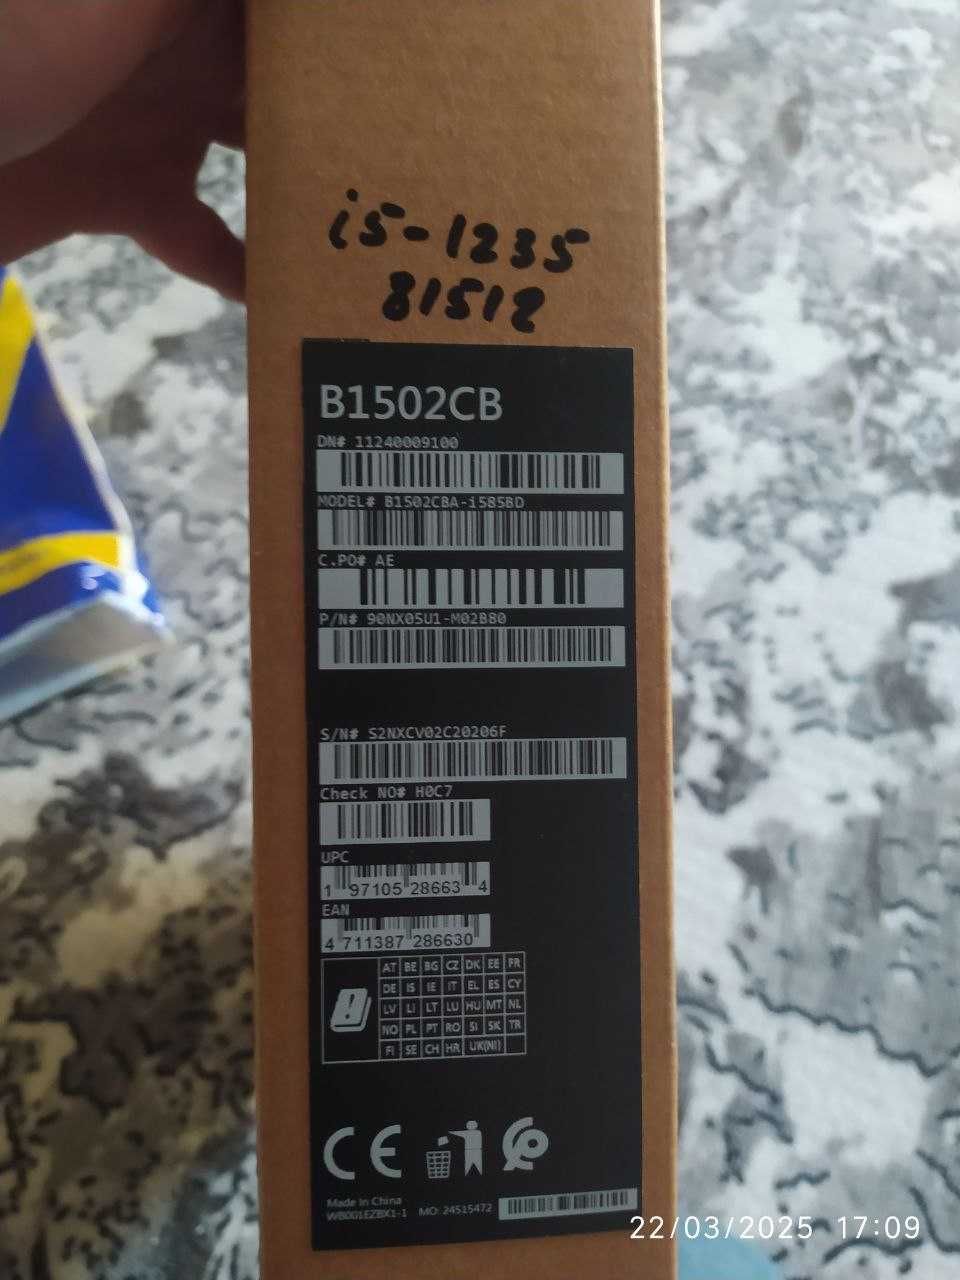 i5-1235
81512
B1502CB
DN# 11240009100
MODEL# B1502CBA-i585BD
C.PO# AE
P/N# 90NX05U1-M02B80
S/N# S2NXCV02C20206F
Check NO# H0C7
UPC
1 97105 28663 4
EAN
4 711387 286630
AT BE BG CZ DK EE FR
DE IS IE IT EL ES CY
LV LI LT LU HU MT NL
NO PL PT RO SI SK TR
FI SE CH HR UK(NI)
CE
Made In China
WB001EZBX1-1 MO: 24515472
22/03/2025 17:09